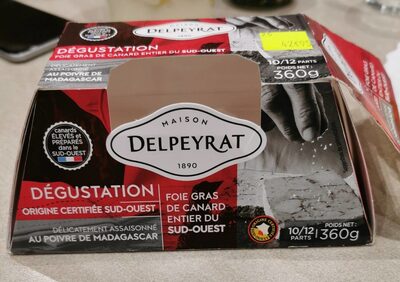 DÉGUSTATION
FOIE GRAS DE CANARD ENTIER DU SUD-OUEST
DÉLICATEMENT
ASSAISONNÉ
AU POIVRE DE
MADAGASCAR
10/12 PARTS
POIDS NET :
360g
MAISON
DELPEYRAT
1890
canards
ÉLEVÉS et
PRÉPARÉS
dans le
SUD-OUEST
DÉGUSTATION
ORIGINE CERTIFIÉE SUD-OUEST
DÉLICATEMENT ASSAISONNÉ
AU POIVRE DE MADAGASCAR
FOIE GRAS
DE CANARD
ENTIER DU
SUD-OUEST
10/12
PARTS
POIDS NET :
360g